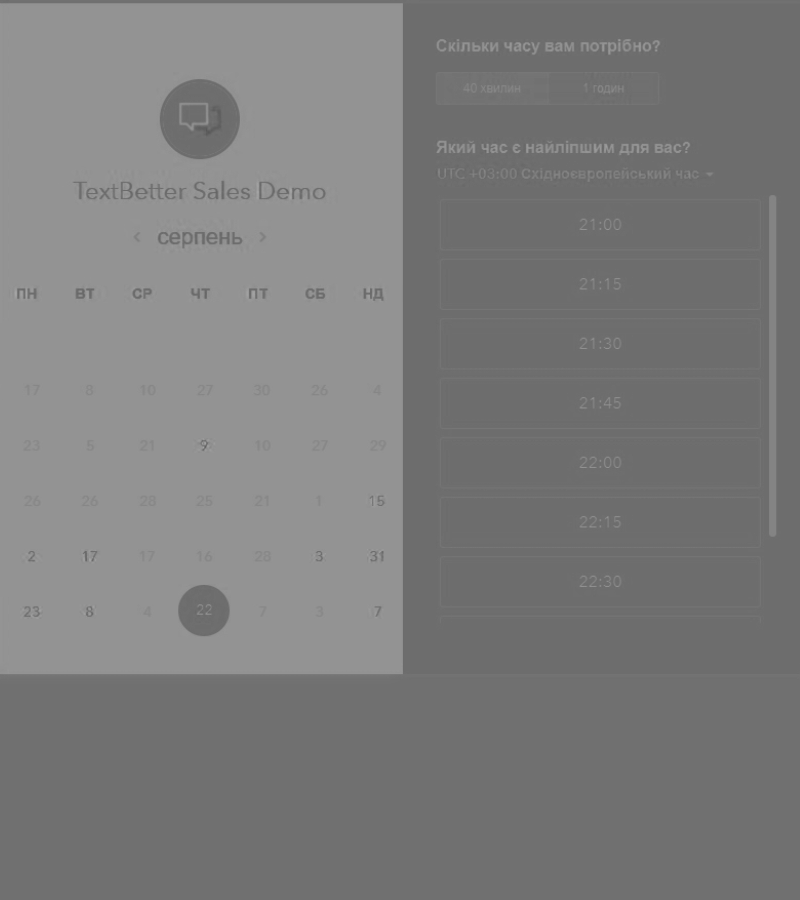 TextBetter Sales Demo
серпень
ПН ВТ СР ЧТ ПТ СБ НД
17 8 10 27 30 26 4
23 5 21 9 10 27 29
26 26 28 25 21 1 15
2 17 17 16 28 3 31
23 8 4 22 7 3 7
Скільки часу вам потрібно?
40 хвилин 1 годин
Який час є найліпшим для вас?
UTC +03:00 Східноєвропейський час
21:00
21:15
21:30
21:45
22:00
22:15
22:30